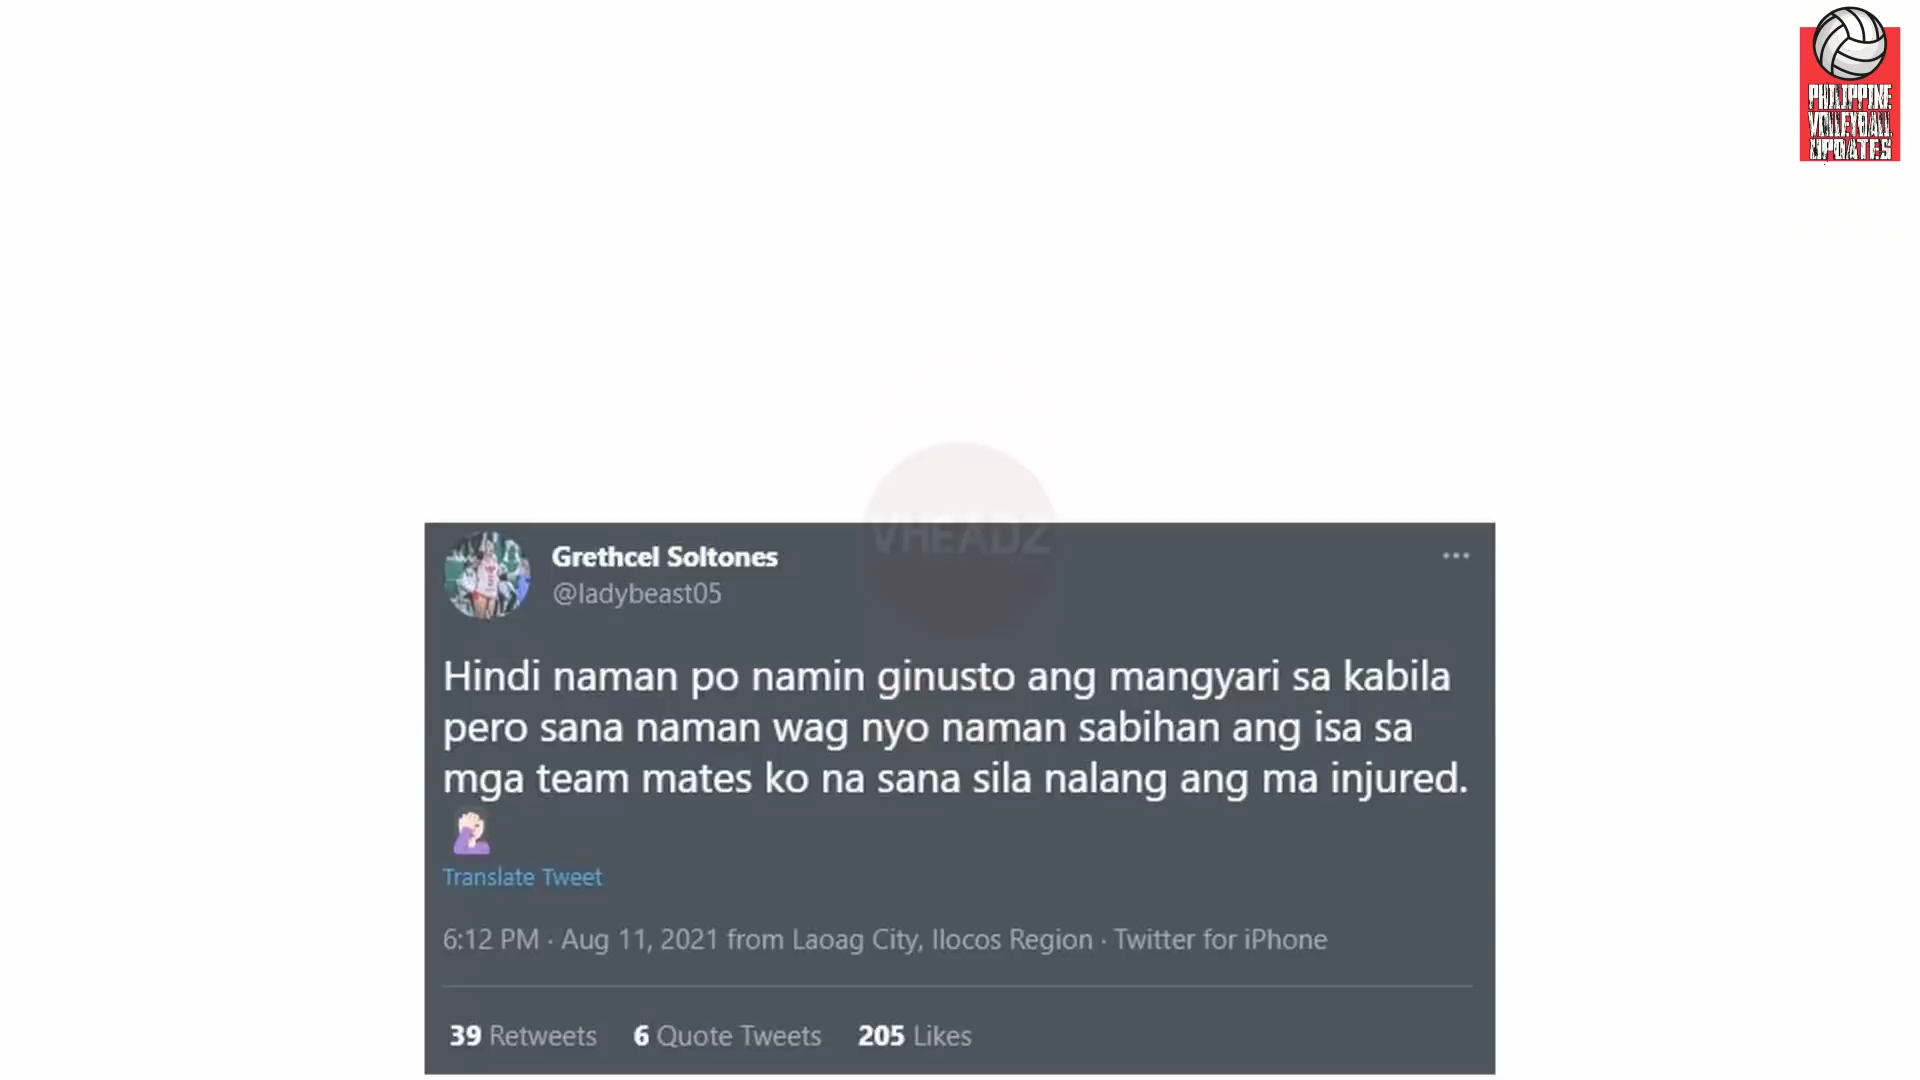 PHILIPPINE
VOLLEYBALL
UPDATES
VHEADZ
Grethcel Soltones
@ladybeast05
Hindi naman po namin ginusto ang mangyari sa kabila
pero sana naman wag nyo naman sabihan ang isa sa
mga team mates ko na sana sila nalang ang ma injured.
Translate Tweet
6:12 PM · Aug 11, 2021 from Laoag City, Ilocos Region · Twitter for iPhone
39 Retweets 6 Quote Tweets 205 Likes